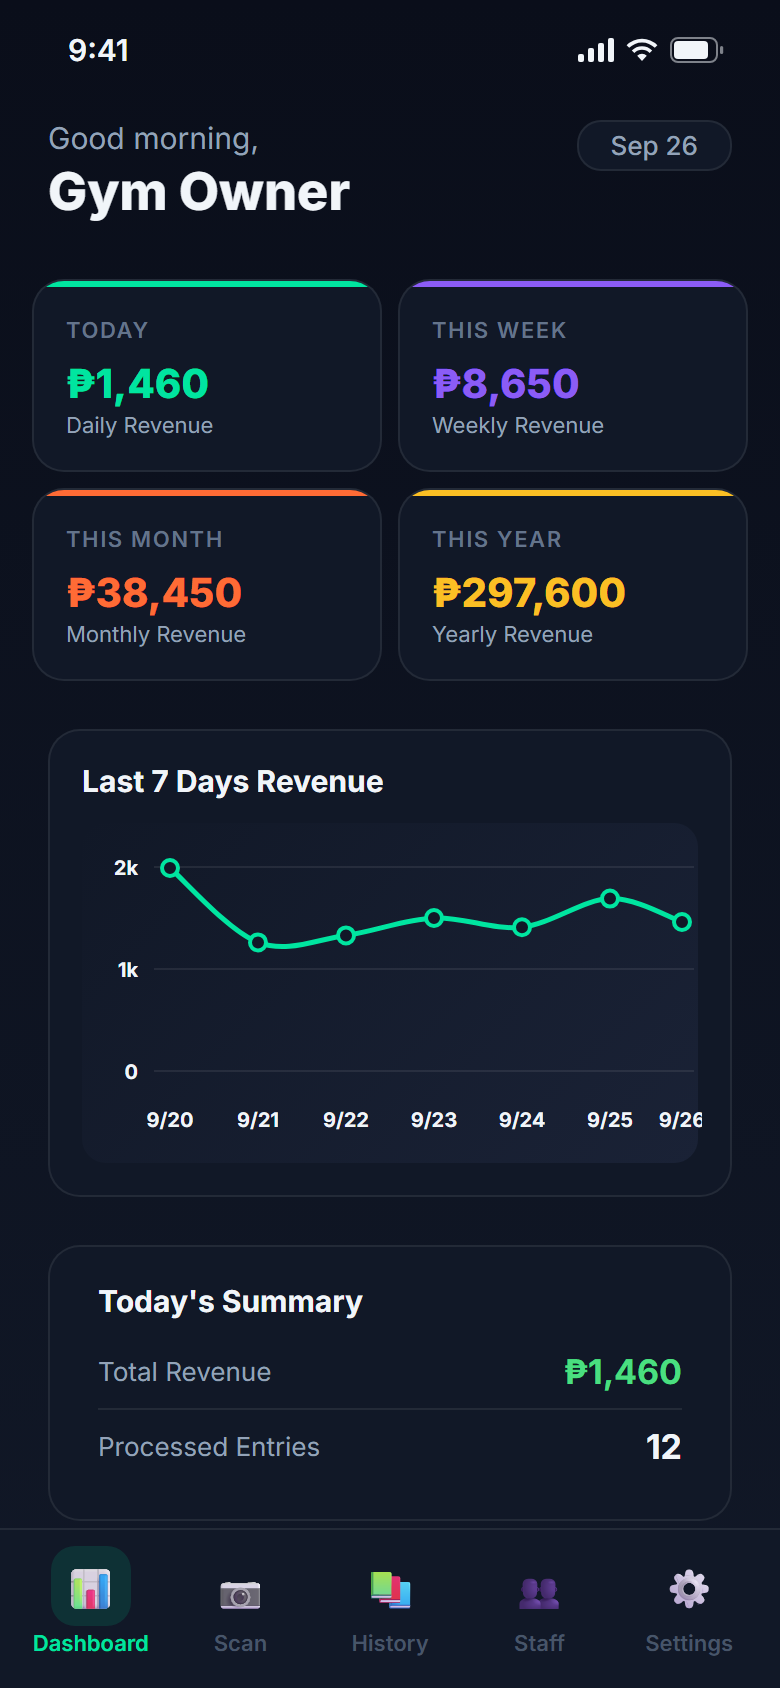 9:41
Good morning,
Gym Owner
Sep 26
TODAY
₱1,460
Daily Revenue
THIS WEEK
₱8,650
Weekly Revenue
THIS MONTH
₱38,450
Monthly Revenue
THIS YEAR
₱297,600
Yearly Revenue
Last 7 Days Revenue
2k
1k
0
9/20 9/21 9/22 9/23 9/24 9/25 9/26
Today's Summary
Total Revenue ₱1,460
Processed Entries 12
Dashboard Scan History Staff Settings